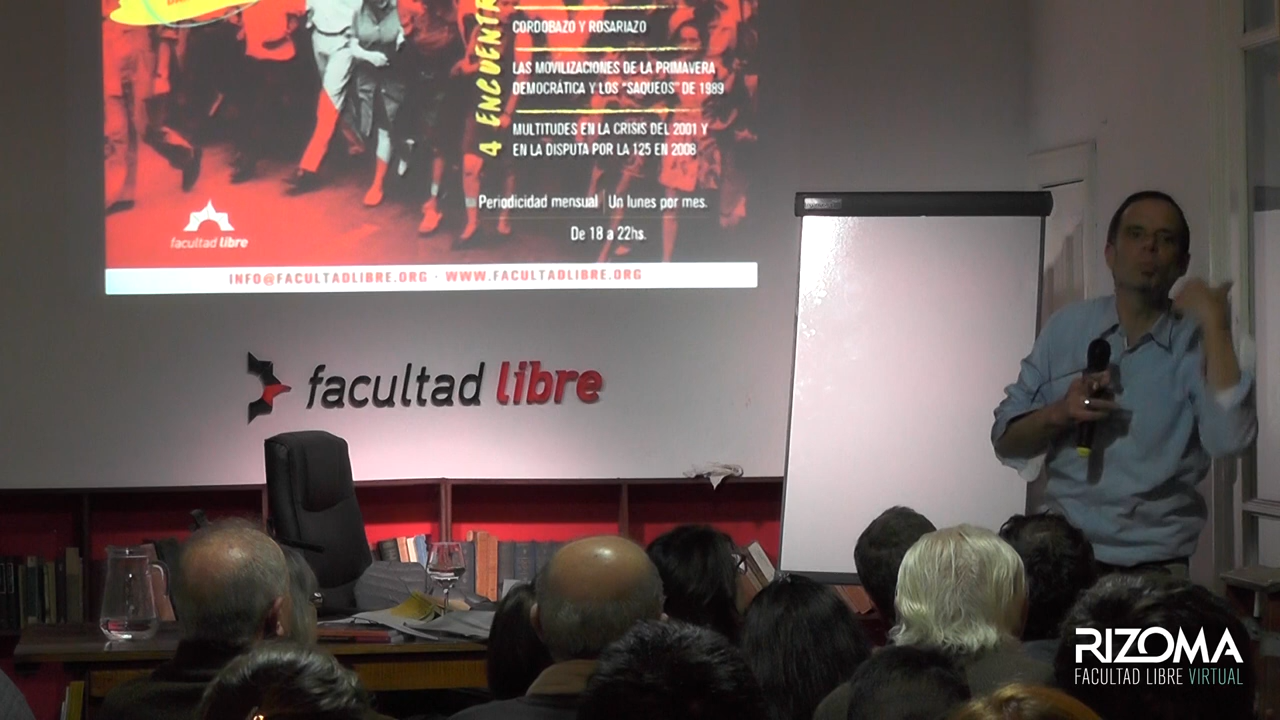 4 ENCUENTR
CORDOBAZO Y ROSARIAZO
LAS MOVILIZACIONES DE LA PRIMAVERA
DEMOCRÁTICA Y LOS "SAQUEOS" DE 1989
MULTITUDES EN LA CRISIS DEL 2001 Y
EN LA DISPUTA POR LA 125 EN 2008
Periodicidad mensual Un lunes por mes.
De 18 a 22hs.
facultad libre
INFO@FACULTADLIBRE.ORG - WWW.FACULTADLIBRE.ORG
facultad libre
RIZOMA
FACULTAD LIBRE VIRTUAL